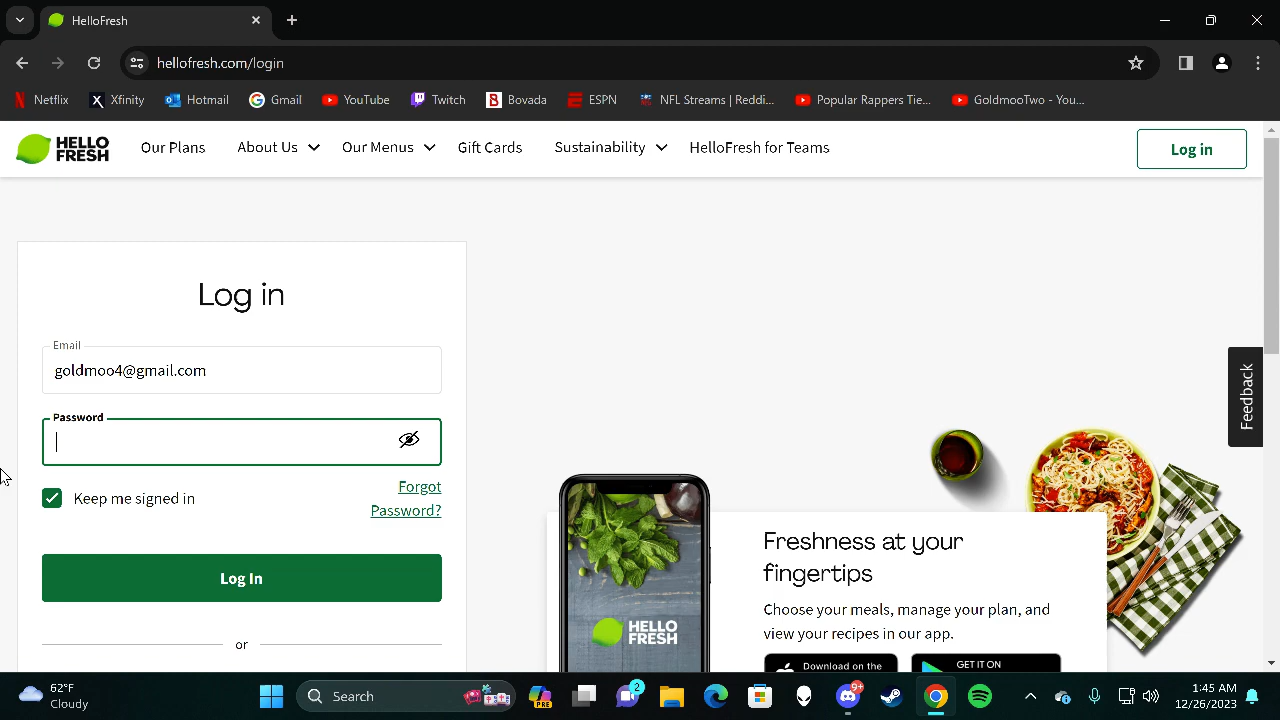 HelloFresh
hellofresh.com/login
Netflix
Xfinity
Hotmail
Gmail
YouTube
Twitch
Bovada
ESPN
NFL Streams | Reddi...
Popular Rappers Tie...
GoldmooTwo - You...
HELLO
FRESH
Our Plans
About Us
Our Menus
Gift Cards
Sustainability
HelloFresh for Teams
Log in
Log in
Email
goldmoo4@gmail.com
Password
Keep me signed in
Forgot
Password?
Log In
or
Feedback
HELLO
FRESH
Freshness at your
fingertips
Choose your meals, manage your plan, and
view your recipes in our app.
Download on the
GET IT ON
62°F
Cloudy
Search
PRE
2
9+
1:45 AM
12/26/2023